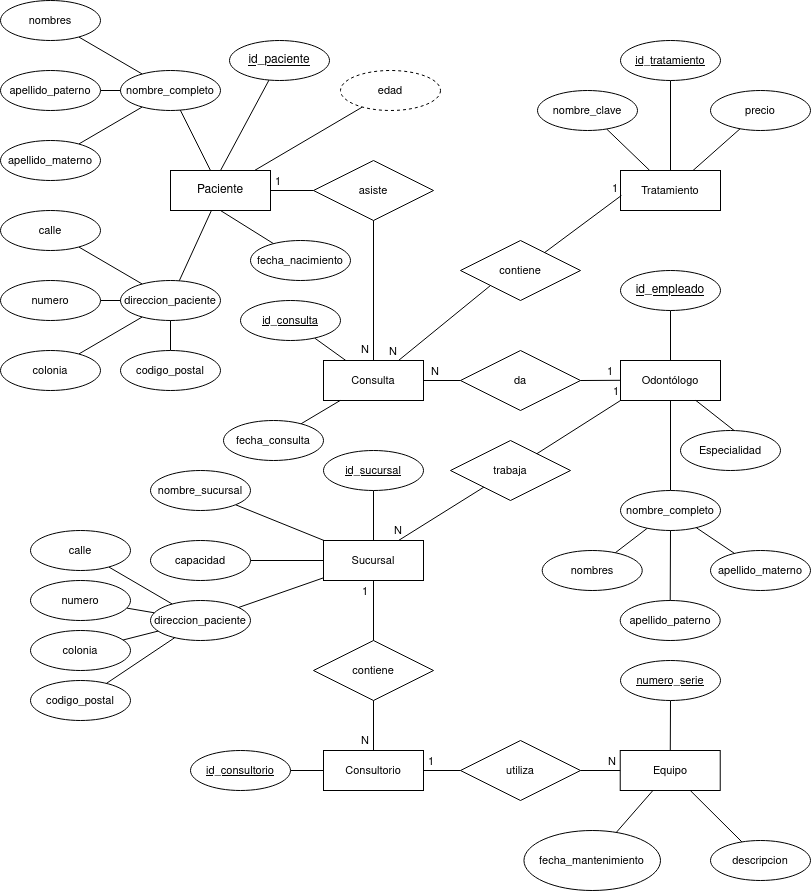 nombres
id_paciente
id_tratamiento
apellido_paterno
nombre_completo
edad
nombre_clave
precio
apellido_materno
Paciente
1
asiste
1
Tratamiento
calle
fecha_nacimiento
contiene
numero
direccion_paciente
id_consulta
id_empleado
colonia
codigo_postal
N
N
Consulta
N
da
1
1
Odontólogo
fecha_consulta
Especialidad
nombre_sucursal
id_sucursal
trabaja
nombre_completo
N
calle
capacidad
Sucursal
nombres
apellido_materno
1
numero
direccion_paciente
apellido_paterno
colonia
contiene
codigo_postal
numero_serie
N
id_consultorio
Consultorio
1
utiliza
N
Equipo
fecha_mantenimiento
descripcion